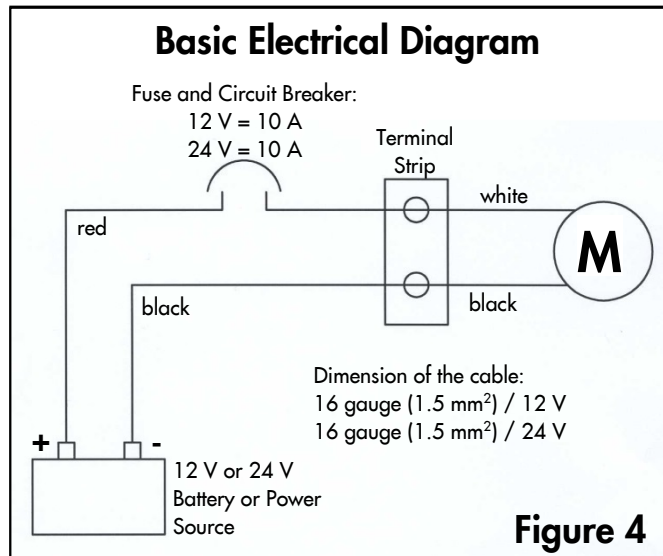 Basic Electrical Diagram
Fuse and Circuit Breaker:
12 V = 10 A
24 V = 10 A
Terminal
Strip
white
red
M
black
black
Dimension of the cable:
16 gauge (1.5 mm²) / 12 V
16 gauge (1.5 mm²) / 24 V
+ -
12 V or 24 V
Battery or Power
Source
Figure 4